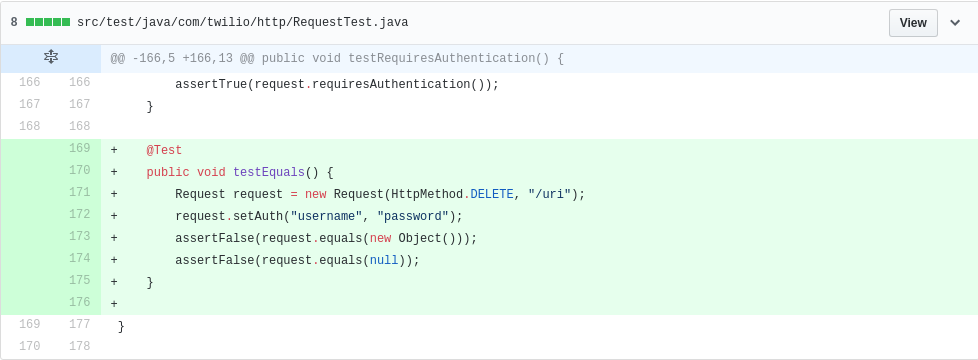 8 src/test/java/com/twilio/http/RequestTest.java View
@@ -166,5 +166,13 @@ public void testRequiresAuthentication() {
166 166 assertTrue(request.requiresAuthentication());
167 167 }
168 168
169 + @Test
170 + public void testEquals() {
171 + Request request = new Request(HttpMethod.DELETE, "/uri");
172 + request.setAuth("username", "password");
173 + assertFalse(request.equals(new Object()));
174 + assertFalse(request.equals(null));
175 + }
176 +
169 177 }
170 178